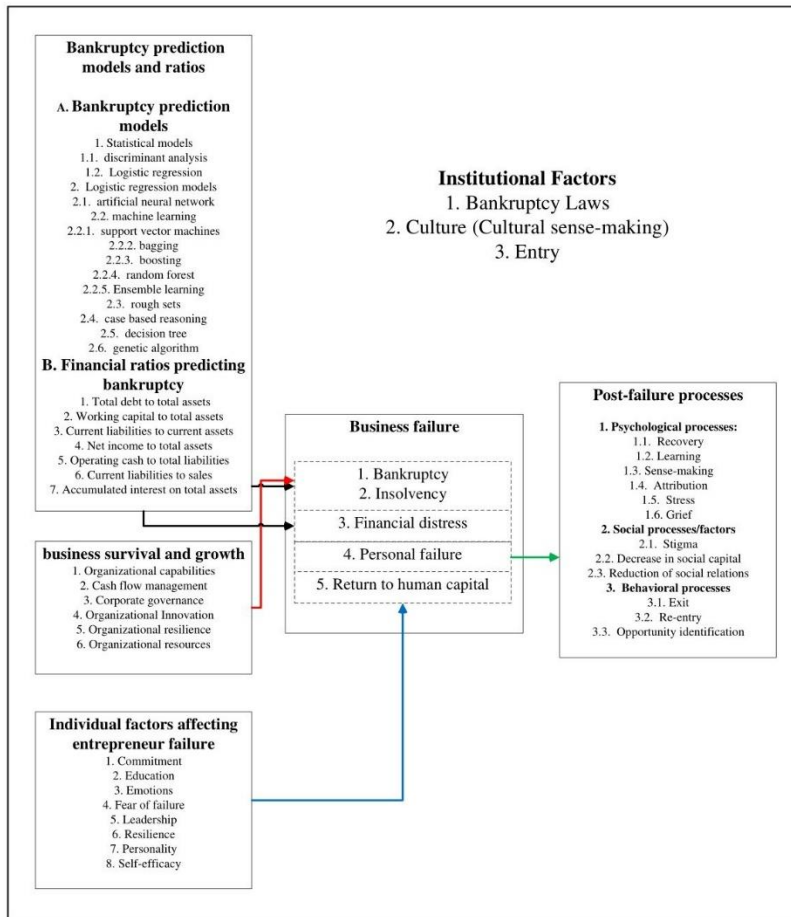 Bankruptcy prediction
models and ratios
A. Bankruptcy prediction
models
1. Statistical models
1.1. discriminant analysis
1.2. Logistic regression
2. Logistic regression models
2.1. artificial neural network
2.2. machine learning
2.2.1. support vector machines
2.2.2. bagging
2.2.3. boosting
2.2.4. random forest
2.2.5. Ensemble learning
2.3. rough sets
2.4. case based reasoning
2.5. decision tree
2.6. genetic algorithm
B. Financial ratios predicting
bankruptcy
1. Total debt to total assets
2. Working capital to total assets
3. Current liabilities to current assets
4. Net income to total assets
5. Operating cash to total liabilities
6. Current liabilities to sales
7. Accumulated interest on total assets
business survival and growth
1. Organizational capabilities
2. Cash flow management
3. Corporate governance
4. Organizational Innovation
5. Organizational resilience
6. Organizational resources
Individual factors affecting
entrepreneur failure
1. Commitment
2. Education
3. Emotions
4. Fear of failure
5. Leadership
6. Resilience
7. Personality
8. Self-efficacy
Institutional Factors
1. Bankruptcy Laws
2. Culture (Cultural sense-making)
3. Entry
Business failure
1. Bankruptcy
2. Insolvency
3. Financial distress
4. Personal failure
5. Return to human capital
Post-failure processes
1. Psychological processes:
1.1. Recovery
1.2. Learning
1.3. Sense-making
1.4. Attribution
1.5. Stress
1.6. Grief
2. Social processes/factors
2.1. Stigma
2.2. Decrease in social capital
2.3. Reduction of social relations
3. Behavioral processes
3.1. Exit
3.2. Re-entry
3.3. Opportunity identification